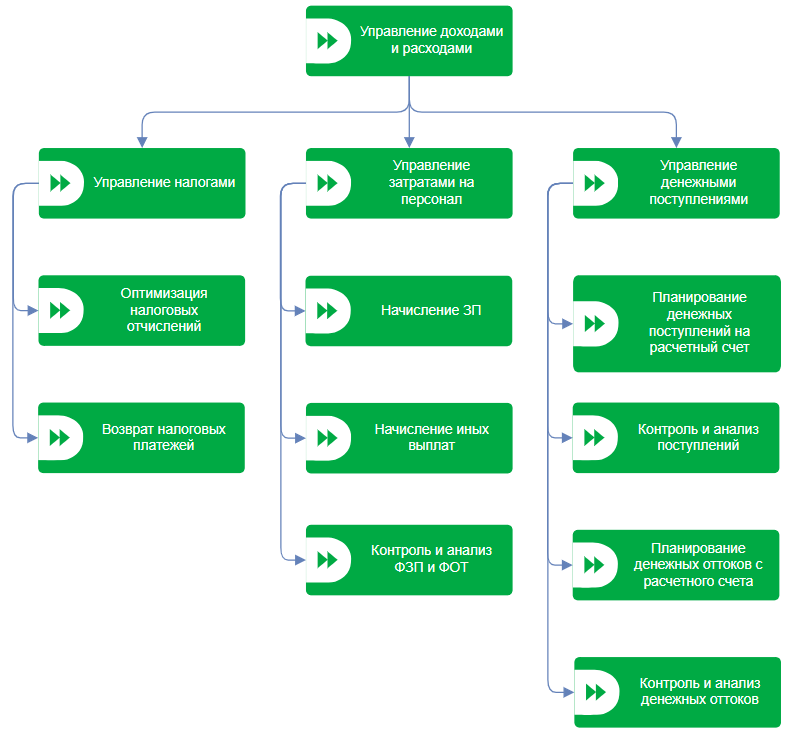 Управление доходами
и расходами
Управление налогами
Управление
затратами на
персонал
Управление
денежными
поступлениями
Оптимизация
налоговых
отчислений
Начисление ЗП
Планирование
денежных
поступлений на
расчетный счет
Возврат налоговых
платежей
Начисление иных
выплат
Контроль и анализ
поступлений
Контроль и анализ
ФЗП и ФОТ
Планирование
денежных оттоков с
расчетного счета
Контроль и анализ
денежных оттоков